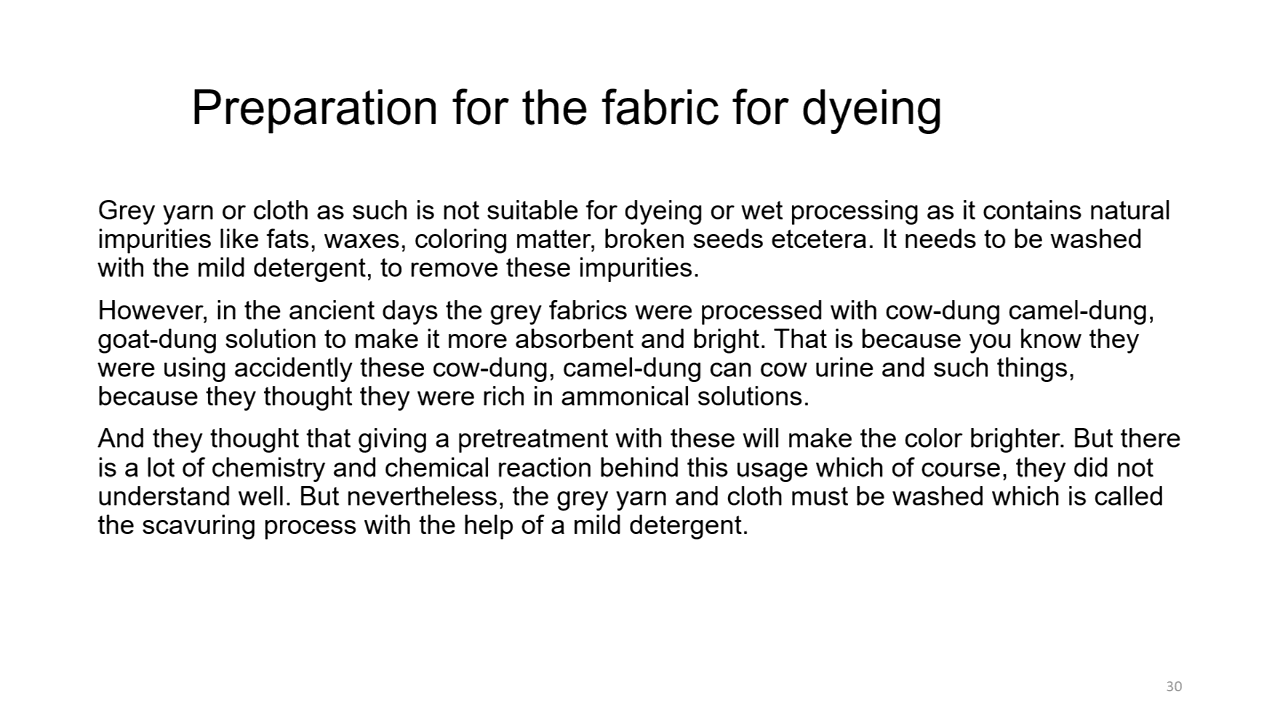 Preparation for the fabric for dyeing
Grey yarn or cloth as such is not suitable for dyeing or wet processing as it contains natural
impurities like fats, waxes, coloring matter, broken seeds etcetera. It needs to be washed
with the mild detergent, to remove these impurities.
However, in the ancient days the grey fabrics were processed with cow-dung camel-dung,
goat-dung solution to make it more absorbent and bright. That is because you know they
were using accidently these cow-dung, camel-dung can cow urine and such things,
because they thought they were rich in ammonical solutions.
And they thought that giving a pretreatment with these will make the color brighter. But there
is a lot of chemistry and chemical reaction behind this usage which of course, they did not
understand well. But nevertheless, the grey yarn and cloth must be washed which is called
the scavuring process with the help of a mild detergent.
30